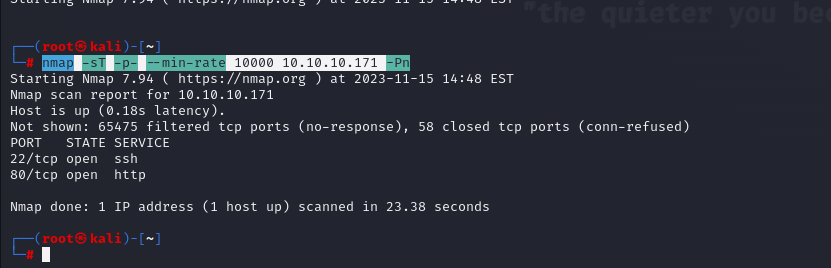 Starting Nmap 7.94 ( https://nmap.org ) at 2023-11-15 14:48 EST
"the quieter you bec
┌──(root㉿kali)-[~]
└─# nmap -sT -p- --min-rate 10000 10.10.10.171 -Pn
Starting Nmap 7.94 ( https://nmap.org ) at 2023-11-15 14:48 EST
Nmap scan report for 10.10.10.171
Host is up (0.18s latency).
Not shown: 65475 filtered tcp ports (no-response), 58 closed tcp ports (conn-refused)
PORT   STATE SERVICE
22/tcp open  ssh
80/tcp open  http
Nmap done: 1 IP address (1 host up) scanned in 23.38 seconds
┌──(root㉿kali)-[~]
└─#